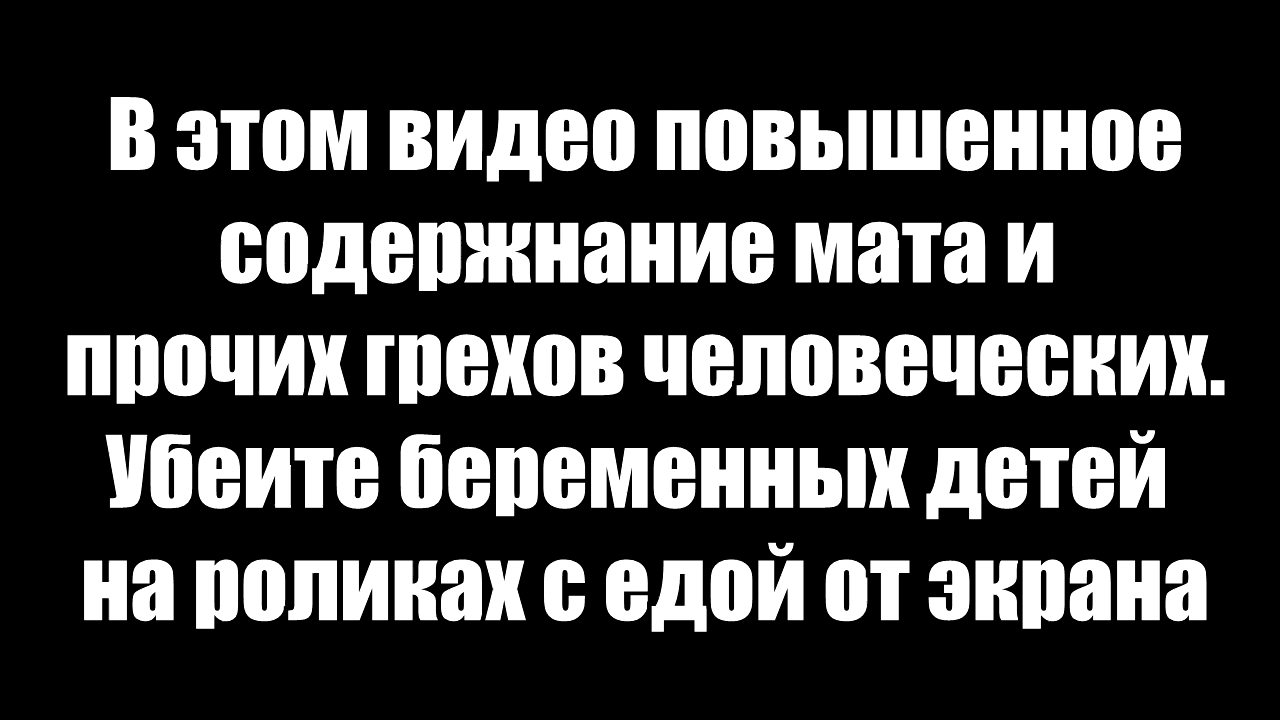 В этом видео повышенное
содержнание мата и
прочих грехов человеческих.
Убеите беременных детей
на роликах с едой от экрана